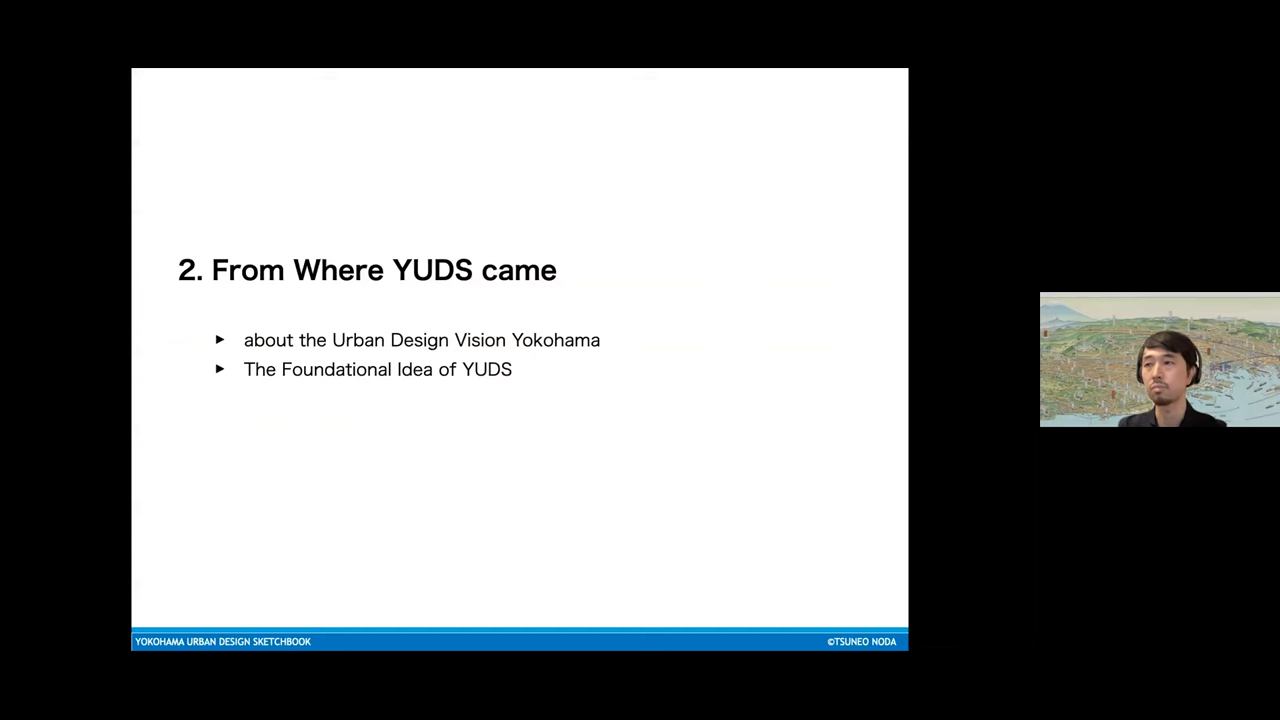 2. From Where YUDS came
▶ about the Urban Design Vision Yokohama
▶ The Foundational Idea of YUDS
YOKOHAMA URBAN DESIGN SKETCHBOOK
©TSUNEO NODA